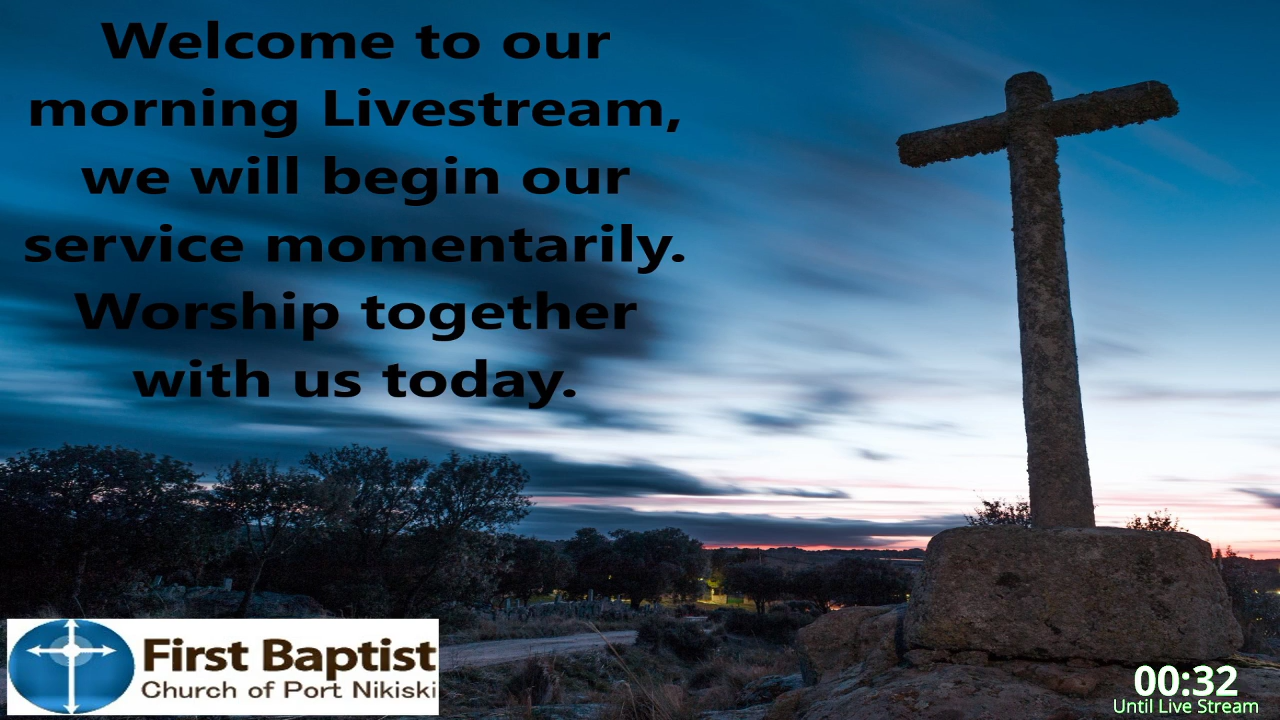 Welcome to our
morning Livestream,
we will begin our
service momentarily.
Worship together
with us today.
First Baptist
Church of Port Nikiski
00:32
Until Live Stream